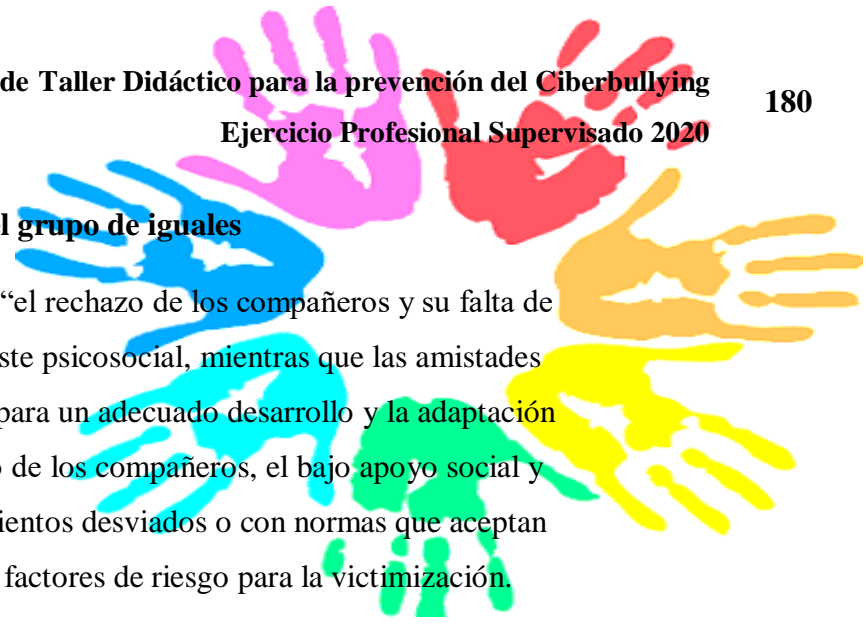 de Taller Didáctico para la prevención del Ciberbullying
180
Ejercicio Profesional Supervisado 2020
grupo de iguales
“el rechazo de los compañeros y su falta de
psicosocial, mientras que las amistades
para un adecuado desarrollo y la adaptación
de los compañeros, el bajo apoyo social y
desviados o con normas que aceptan
factores de riesgo para la victimización.